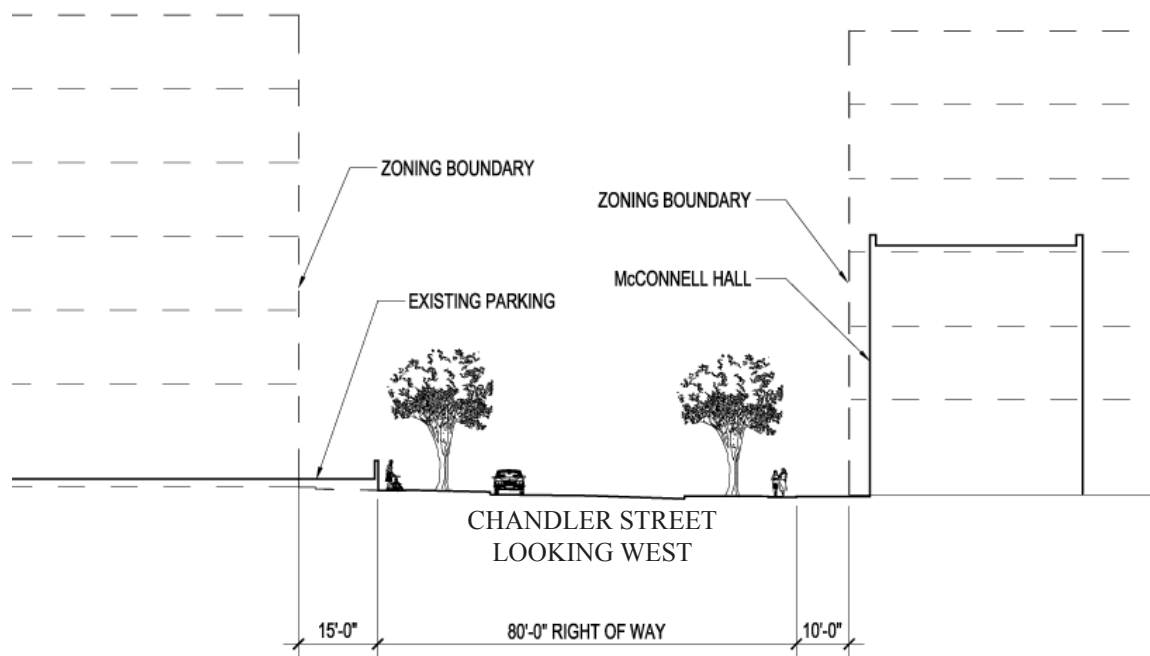 ZONING BOUNDARY
ZONING BOUNDARY
McCONNELL HALL
EXISTING PARKING
CHANDLER STREET
LOOKING WEST
15'-0"
80'-0" RIGHT OF WAY
10'-0"